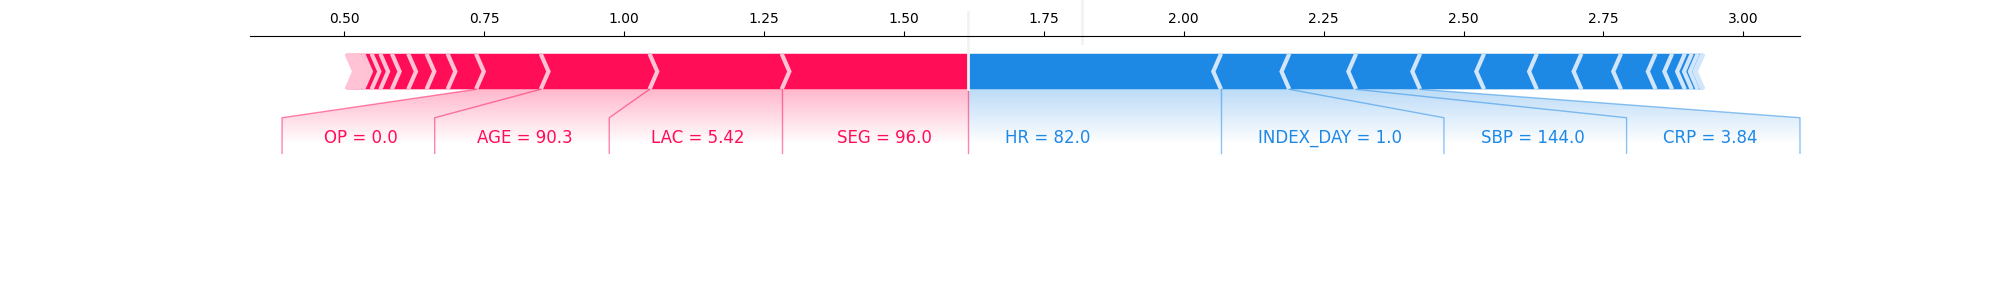 0.50 0.75 1.00 1.25 1.50 1.75 2.00 2.25 2.50 2.75 3.00
OP = 0.0 AGE = 90.3 LAC = 5.42 SEG = 96.0 HR = 82.0 INDEX_DAY = 1.0 SBP = 144.0 CRP = 3.84